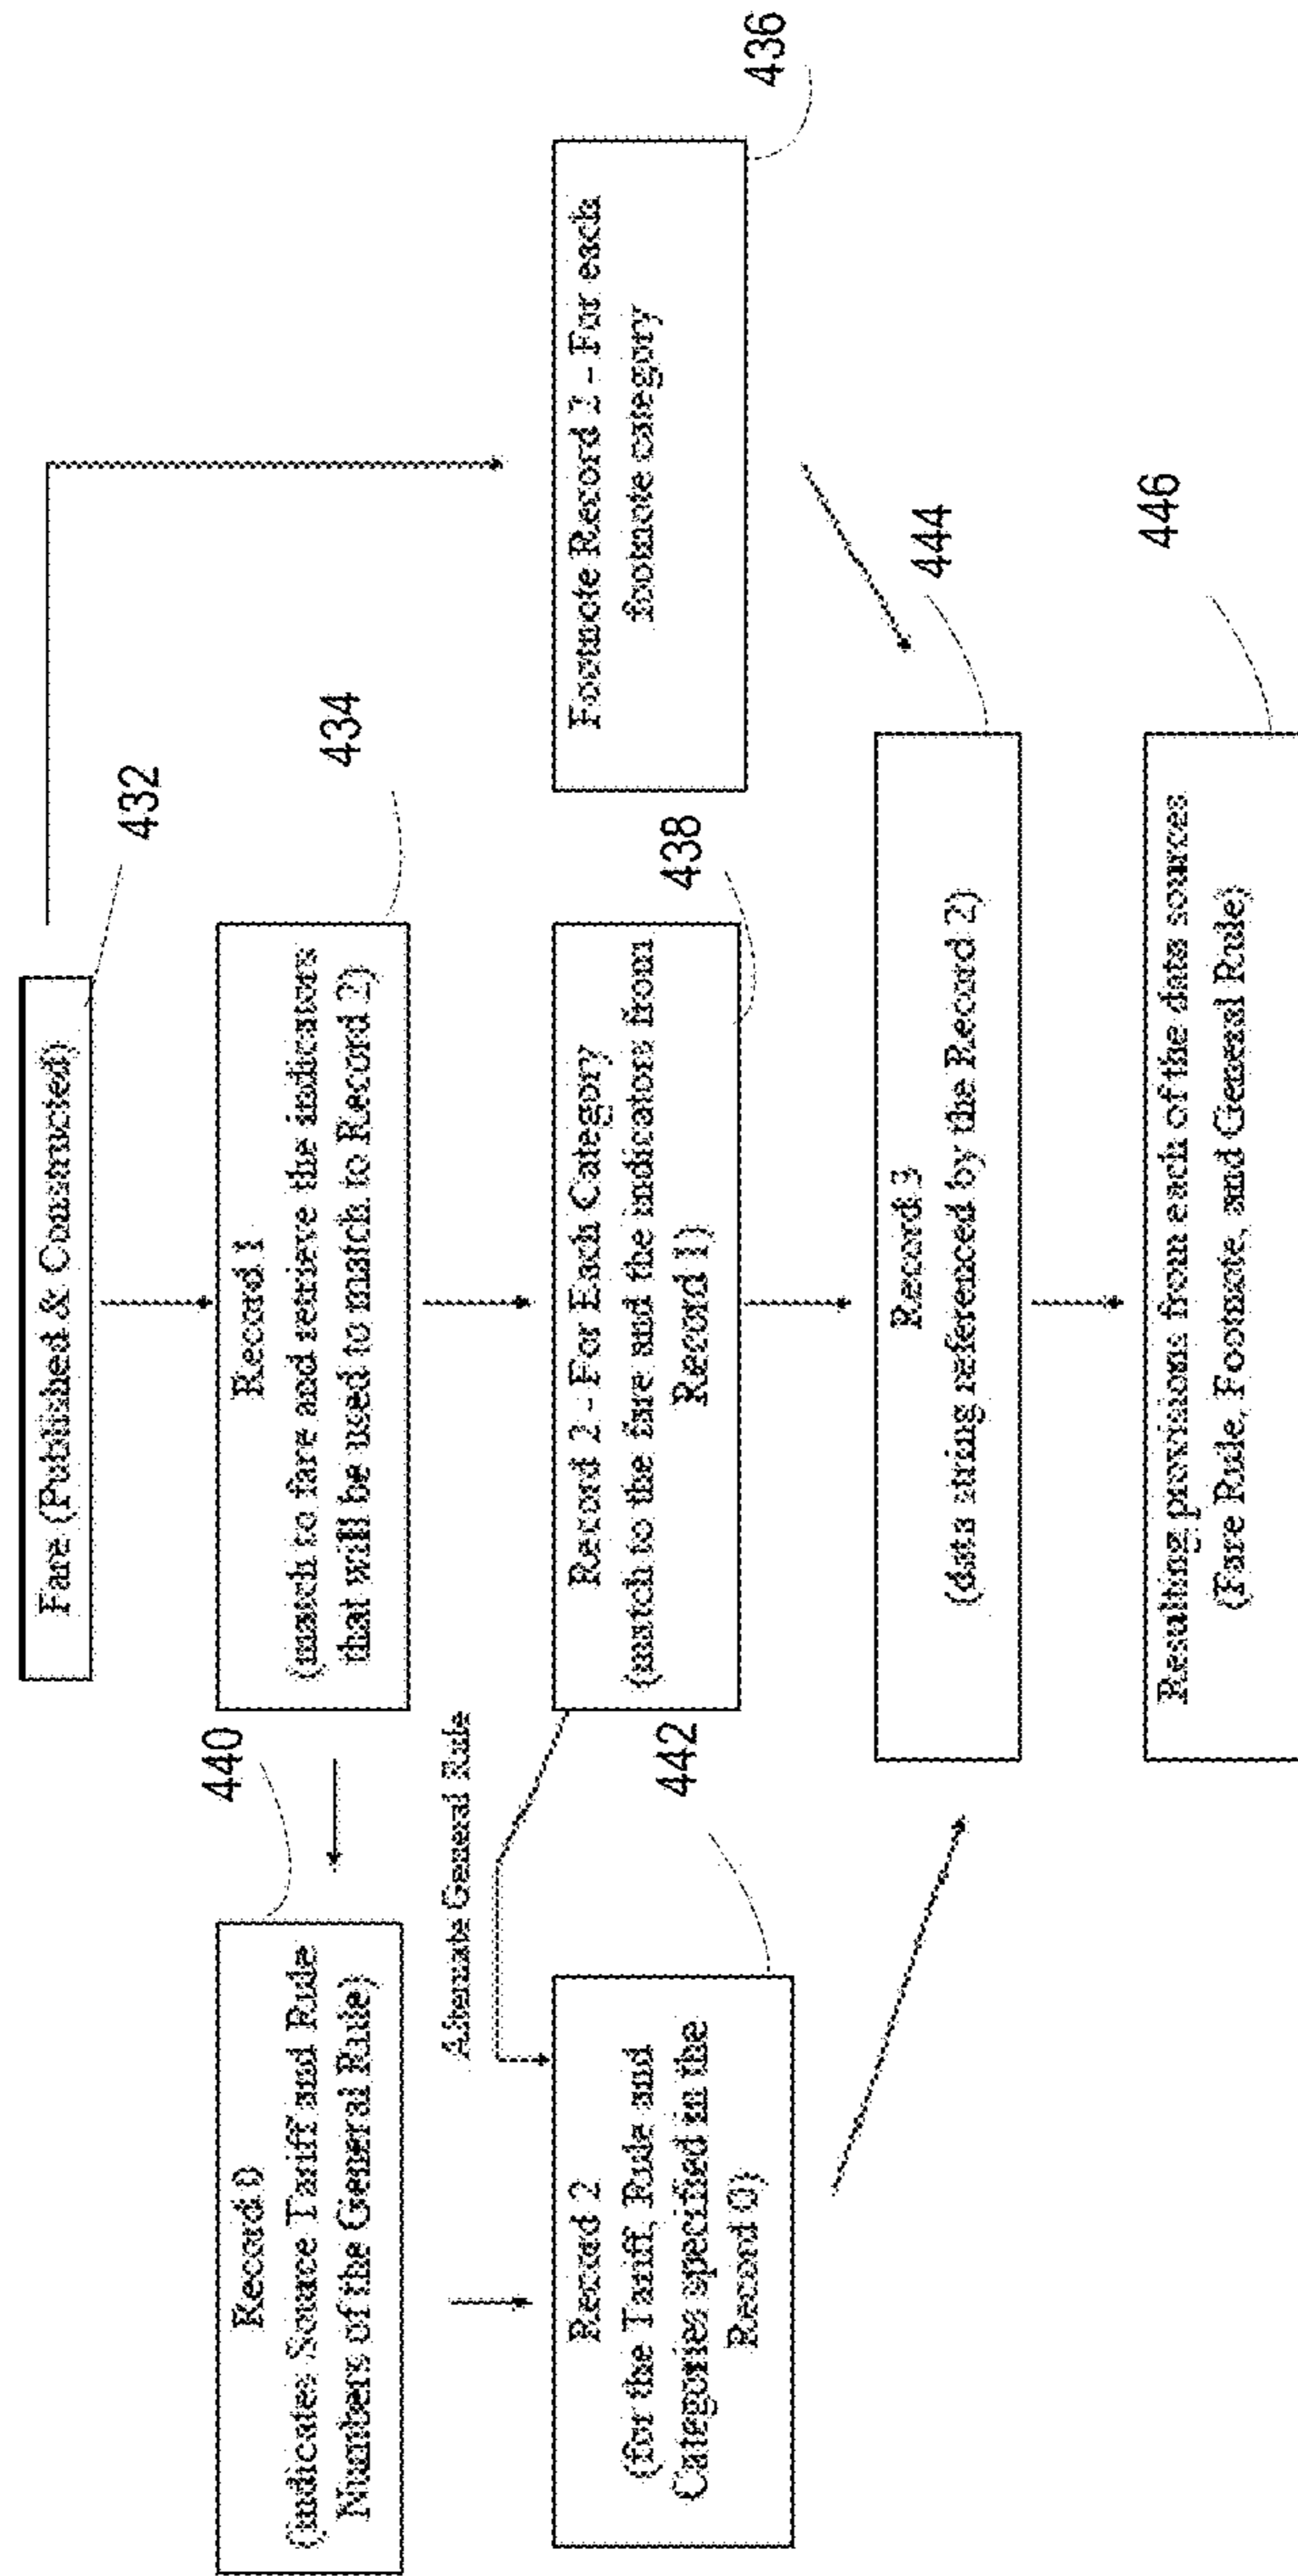 Fare (Published & Constructed)
432
Record 1
(match to fare and retrieve the indicators
that will be used to match to Record 2)
434
Record 0
(indicates Source Tariff and Rule
Numbers of the General Rule)
440
Alternate General Rule
Record 2
(for the Tariff, Rule and
Categories specified in the
Record 0)
442
Record 2 - For Each Category
(match to the fare and the indicators from
Record 1)
438
Footnote Record 2 - For each
footnote category
436
Record 3
(data string referenced by the Record 2)
444
Resulting provisions from each of the data sources
(Fare Rule, Footnote, and General Rule)
446